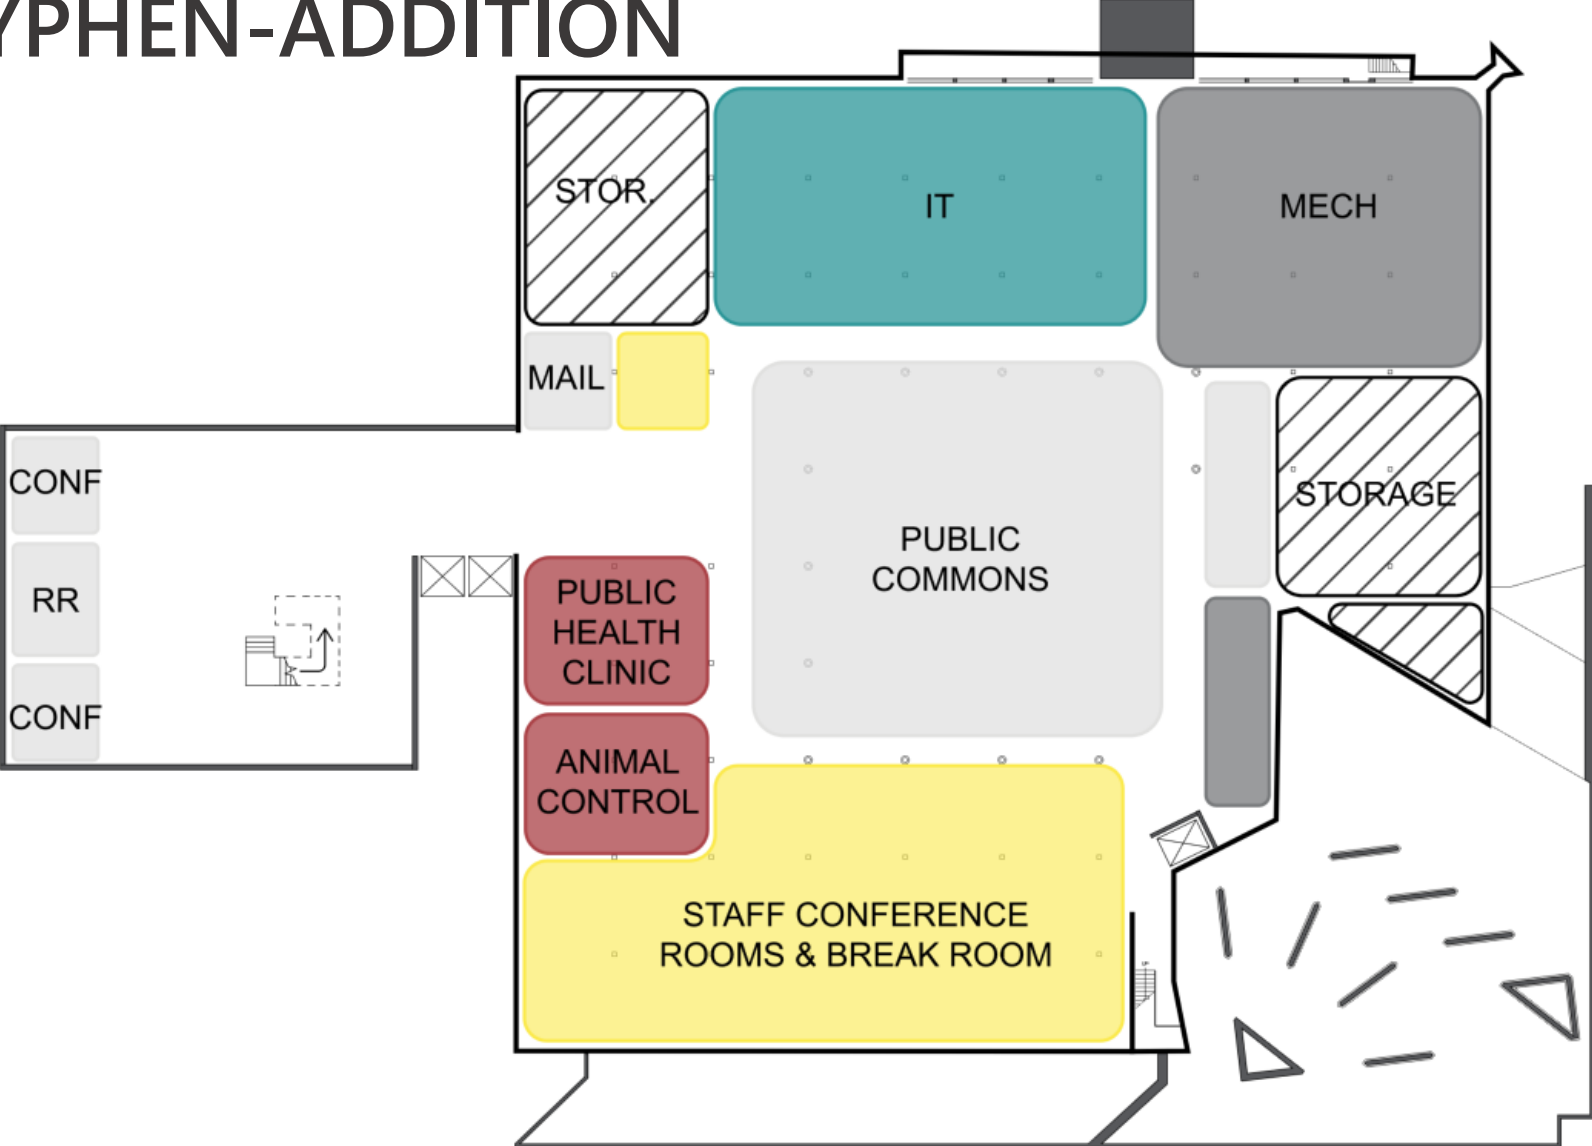 YPHEN-ADDITION
STOR.
IT
MECH
MAIL
CONF
RR
CONF
PUBLIC
COMMONS
STORAGE
PUBLIC
HEALTH
CLINIC
ANIMAL
CONTROL
STAFF CONFERENCE
ROOMS & BREAK ROOM
UP